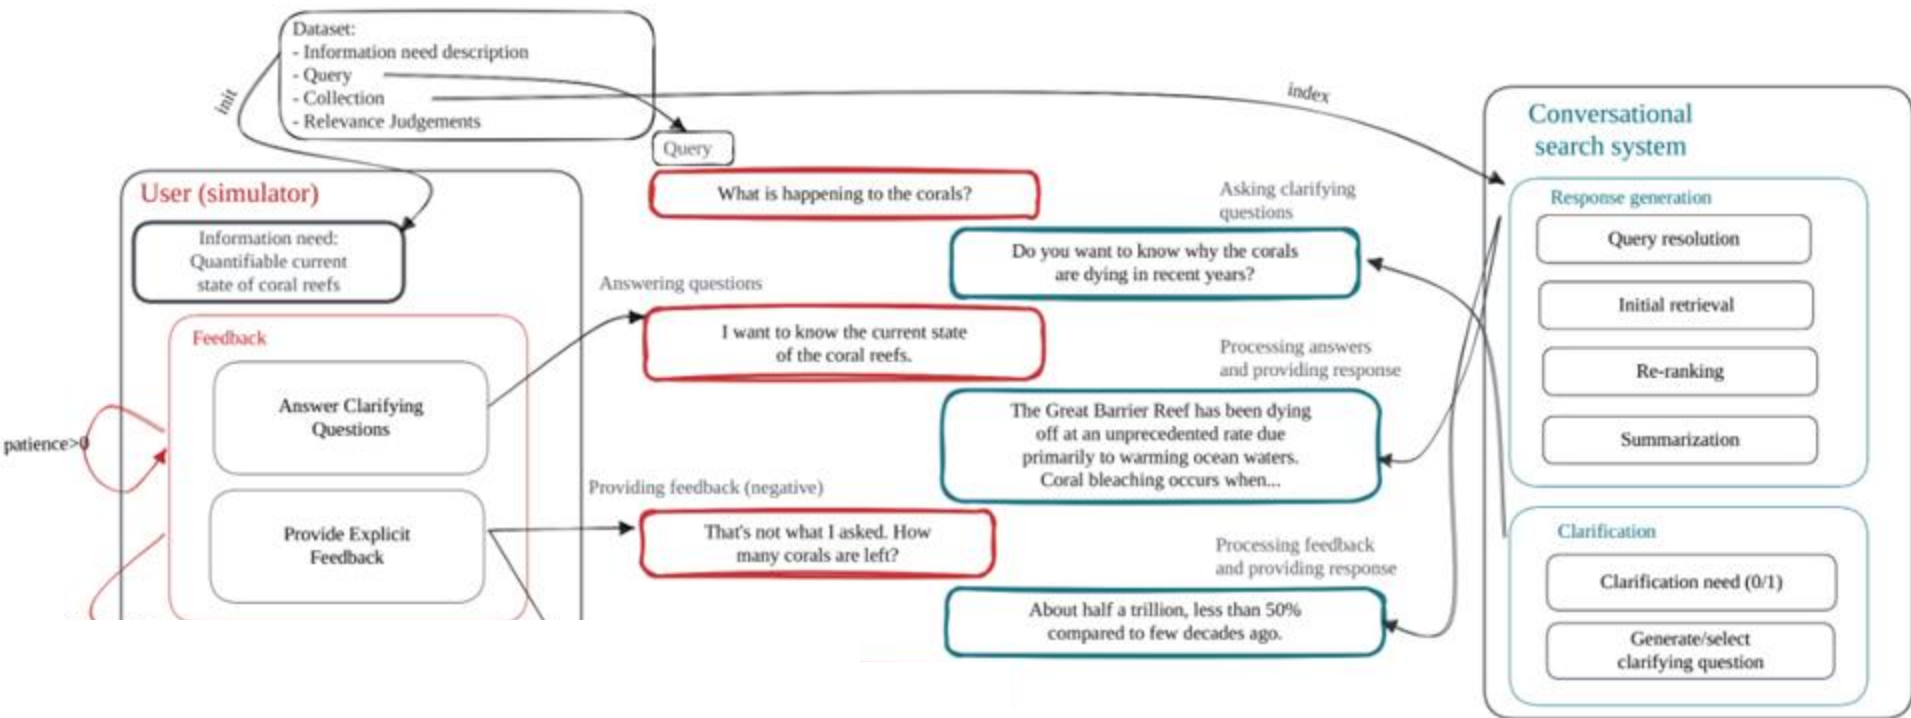 Dataset:
- Information need description
- Query
- Collection
- Relevance Judgements
init
index
Query
User (simulator)
Information need:
Quantifiable current
state of coral reefs
Feedback
Answer Clarifying
Questions
Provide Explicit
Feedback
patience>0
What is happening to the corals?
Asking clarifying
questions
Do you want to know why the corals
are dying in recent years?
Answering questions
I want to know the current state
of the coral reefs.
Processing answers
and providing response
The Great Barrier Reef has been dying
off at an unprecedented rate due
primarily to warming ocean waters.
Coral bleaching occurs when...
Providing feedback (negative)
That's not what I asked. How
many corals are left?
Processing feedback
and providing response
About half a trillion, less than 50%
compared to few decades ago.
Conversational
search system
Response generation
Query resolution
Initial retrieval
Re-ranking
Summarization
Clarification
Clarification need (0/1)
Generate/select
clarifying question